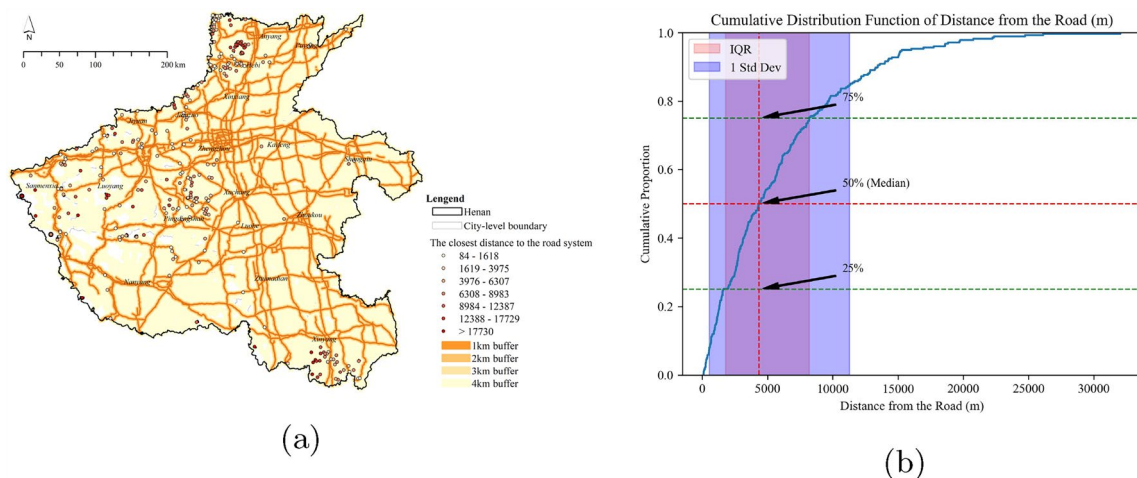 N
0 50 100 200 km
Anyang
Puyang
Hebi
Xinxiang
Jiaozuo
Jiyuan
Zhengzhou
Kaifeng
Shangqiu
Sanmenxia
Luoyang
Xuchang
Pingdingshan
Luohe
Zhoukou
Nanyang
Zhumadian
Xinyang
Lengend
Henan
City-level boundary
The closest distance to the road system
84 - 1618
1619 - 3975
3976 - 6307
6308 - 8983
8984 - 12387
12388 - 17729
> 17730
1km buffer
2km buffer
3km buffer
4km buffer
(a)
Cumulative Distribution Function of Distance from the Road (m)
IQR
1 Std Dev
75%
50% (Median)
25%
Cumulative Proportion
1.0
0.8
0.6
0.4
0.2
0.0
0 5000 10000 15000 20000 25000 30000
Distance from the Road (m)
(b)